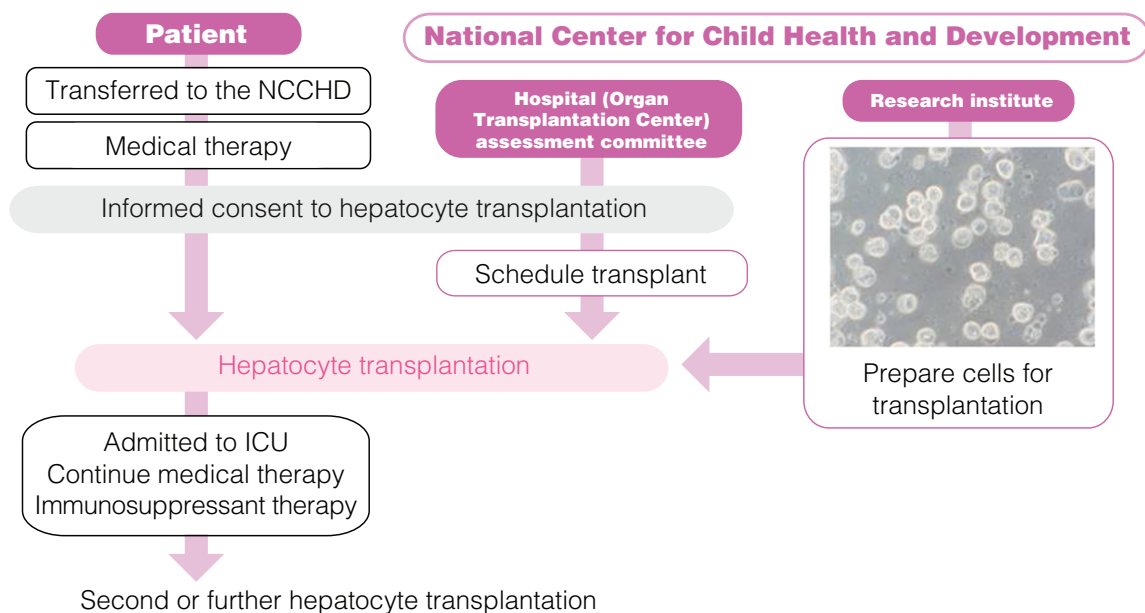 Patient
National Center for Child Health and Development
Transferred to the NCCHD
Medical therapy
Hospital (Organ
Transplantation Center)
assessment committee
Research institute
Informed consent to hepatocyte transplantation
Schedule transplant
Hepatocyte transplantation
Prepare cells for
transplantation
Admitted to ICU
Continue medical therapy
Immunosuppressant therapy
Second or further hepatocyte transplantation